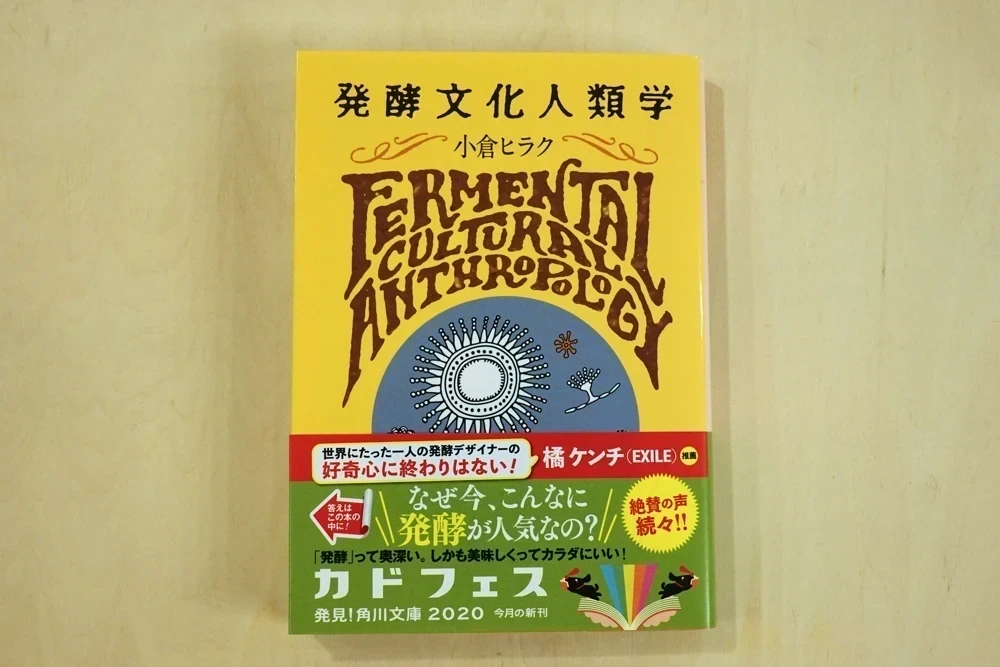 発酵文化人類学
小倉ヒラク
FERMENTAL
CULTURAL
ANTHROPOLOGY
世界にたった一人の発酵デザイナーの
好奇心に終わりはない!
橘 ケンチ(EXILE)推薦
答えは
この本の
中に!
なぜ今、こんなに
発酵が人気なの?
絶賛の声
続々!!
「発酵」って奥深い。しかも美味しくってカラダにいい!
カドフェス
発見!角川文庫 2020 今月の新刊